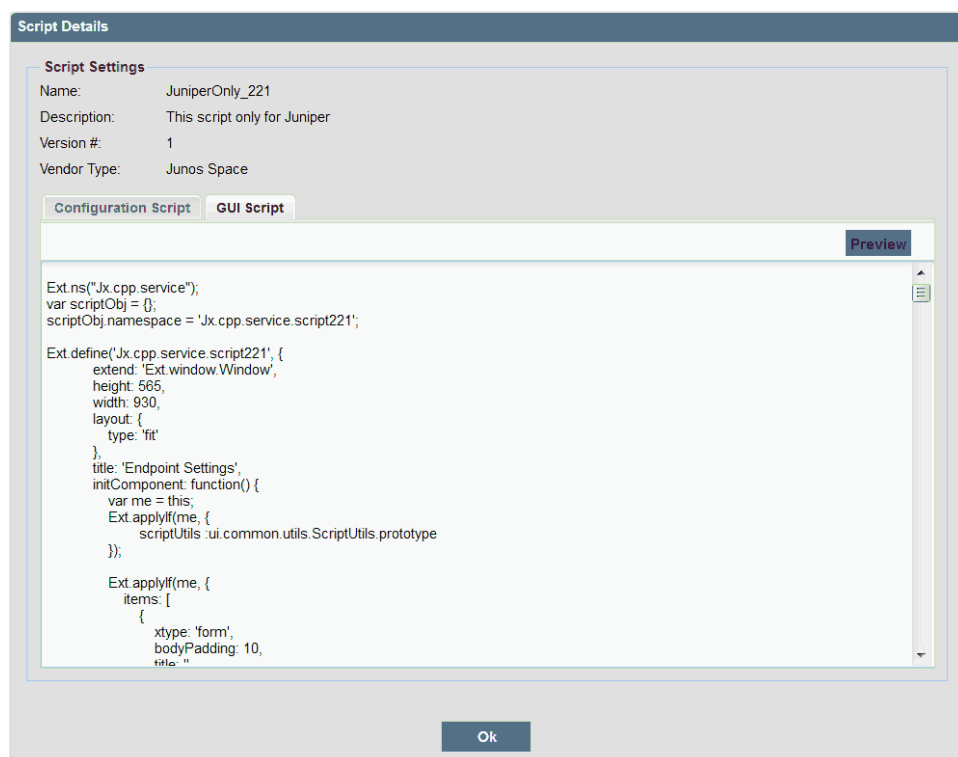 Script Details
Script Settings
Name: JuniperOnly_221
Description: This script only for Juniper
Version #: 1
Vendor Type: Junos Space
Configuration Script GUI Script
Preview
Ext.ns("Jx.cpp.service");
var scriptObj = {};
scriptObj.namespace = 'Jx.cpp.service.script221';
Ext.define('Jx.cpp.service.script221', {
extend: 'Ext.window.Window',
height: 565,
width: 930,
layout: {
type: 'fit'
},
title: 'Endpoint Settings',
initComponent: function() {
var me = this;
Ext.applyIf(me, {
scriptUtils :ui.common.utils.ScriptUtils.prototype
});
Ext.applyIf(me, {
items: [
{
xtype: 'form',
bodyPadding: 10,
title: ''
Ok